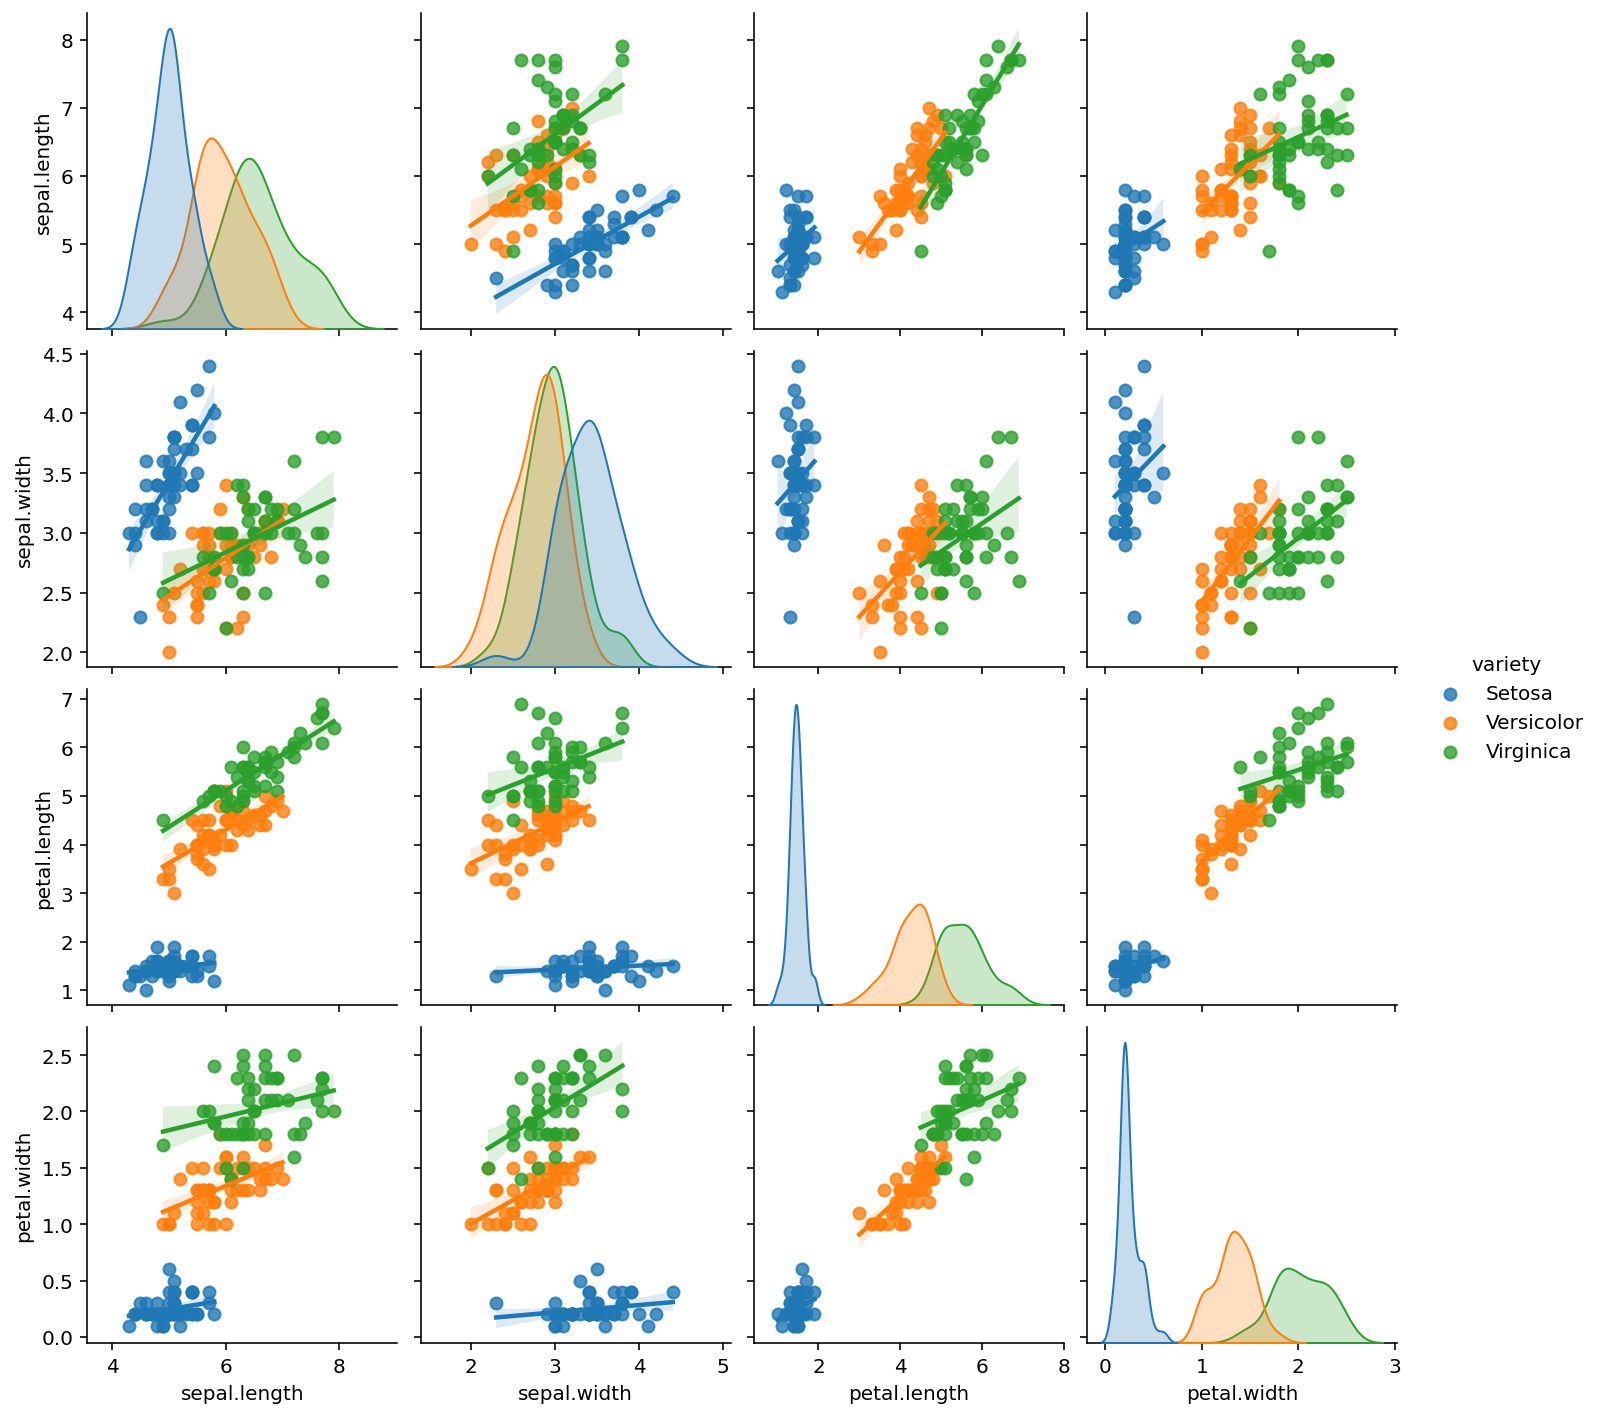 8
7
6
5
4
sepal.length
4.5
4.0
3.5
3.0
2.5
2.0
sepal.width
7
6
5
4
3
2
1
petal.length
variety
Setosa
Versicolor
Virginica
2.5
2.0
1.5
1.0
0.5
0.0
petal.width
4 6 8
2 3 4 5
2 4 6 8
0 1 2 3
sepal.length
sepal.width
petal.length
petal.width